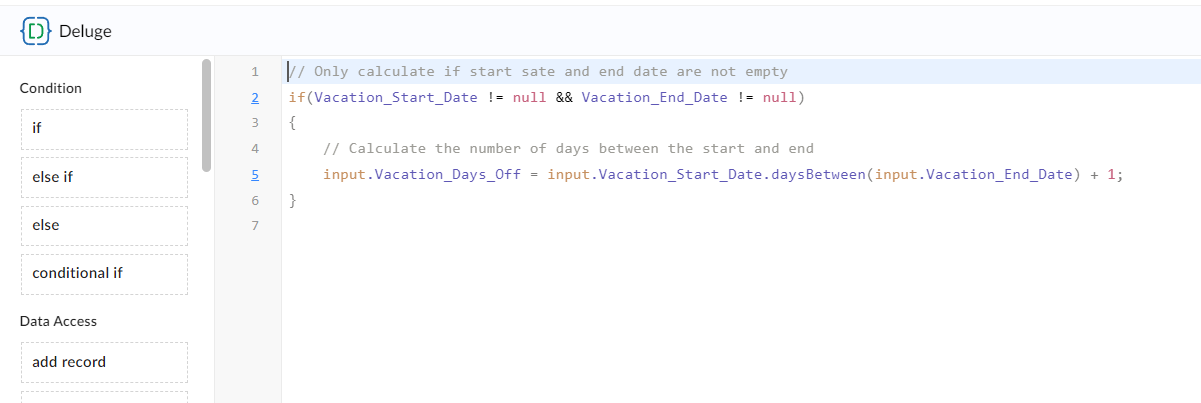 Deluge
Condition
if
else if
else
conditional if
Data Access
add record
1 // Only calculate if start sate and end date are not empty
2 if(Vacation_Start_Date != null && Vacation_End_Date != null)
3 {
4 // Calculate the number of days between the start and end
5 input.Vacation_Days_Off = input.Vacation_Start_Date.daysBetween(input.Vacation_End_Date) + 1;
6 }
7